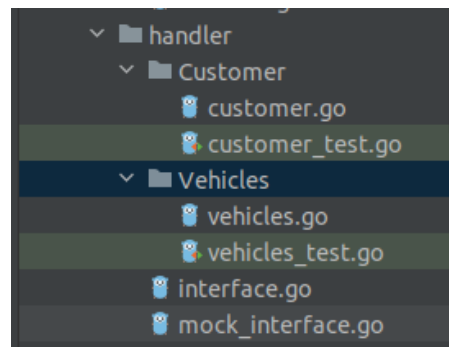 handler
Customer
customer.go
customer_test.go
Vehicles
vehicles.go
vehicles_test.go
interface.go
mock_interface.go